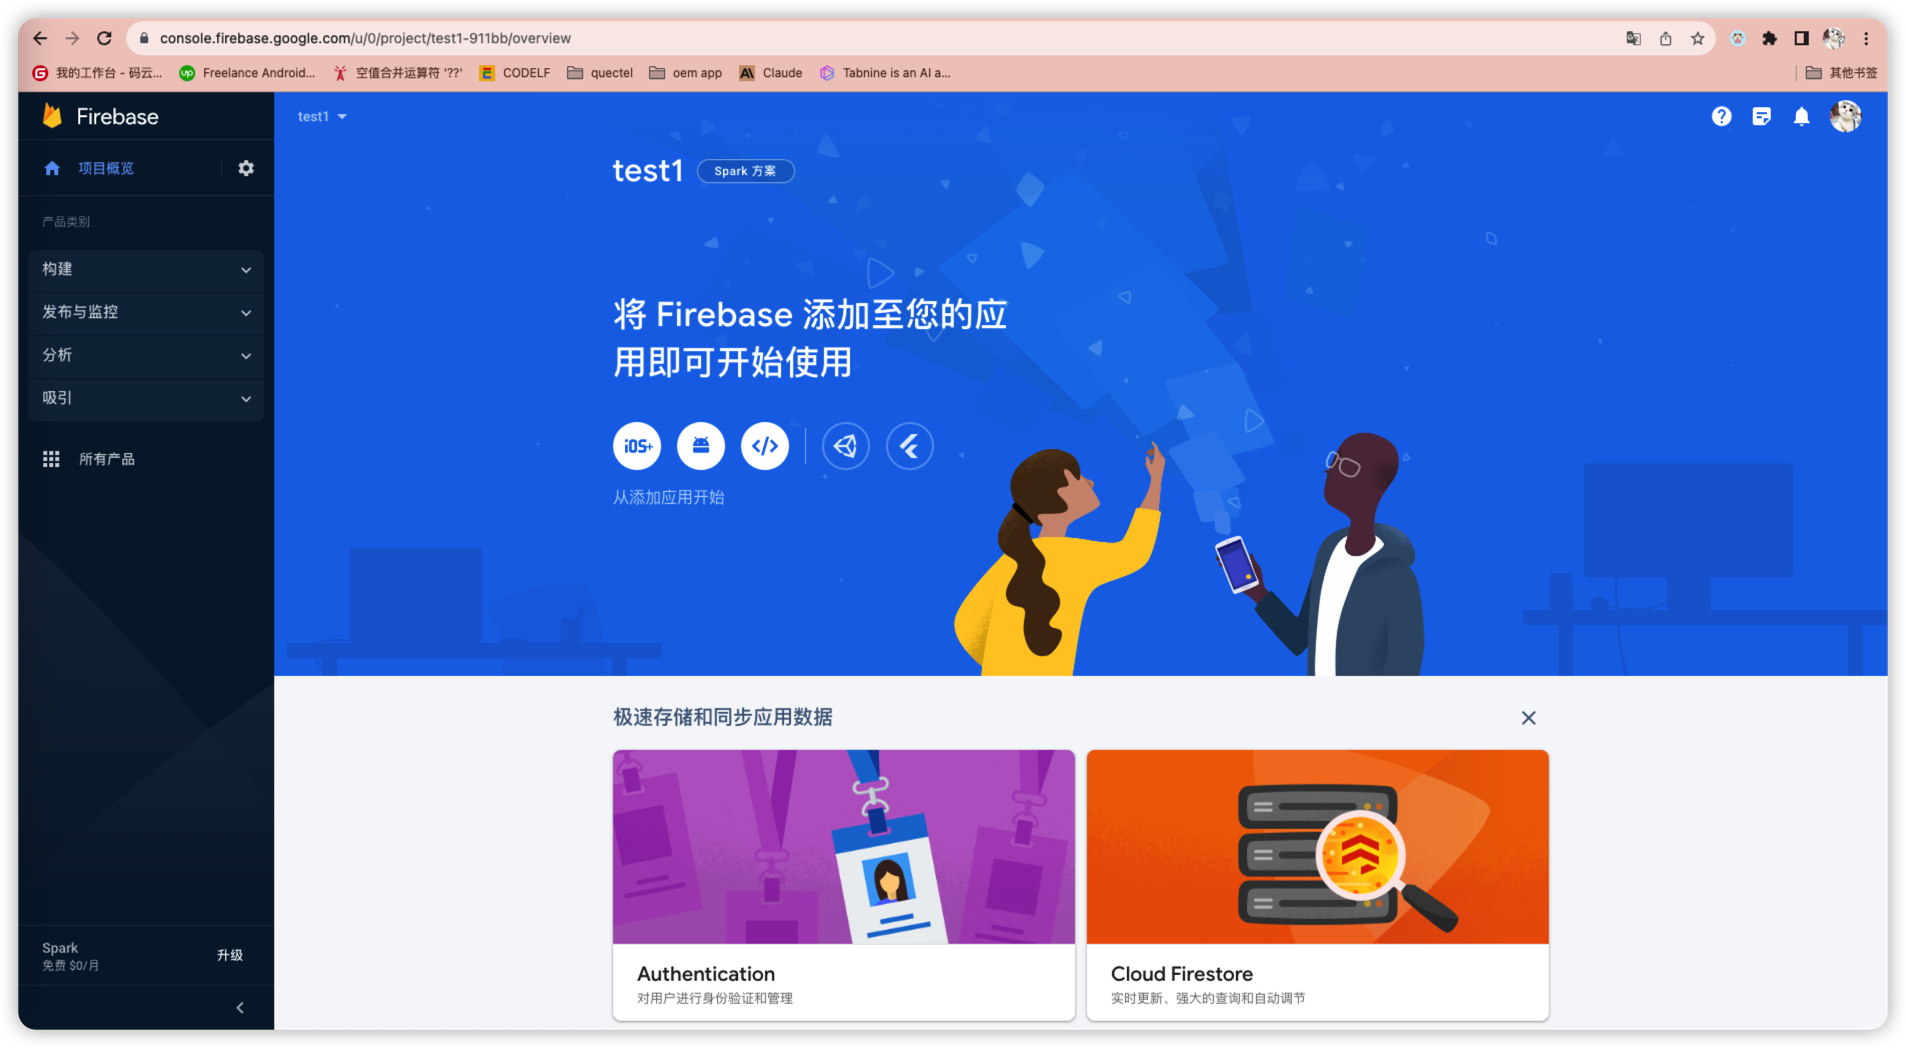 console.firebase.google.com/u/0/project/test1-911bb/overview
我的工作台 - 码云...
up
Freelance Android...
空值合并运算符 '??'
CODELF
quectel
oem app
Claude
Tabnine is an AI a...
其他书签
Firebase
test1
项目概览
test1
Spark 方案
产品类别
构建
发布与监控
分析
吸引
所有产品
将 Firebase 添加至您的应
用即可开始使用
iOS+
从添加应用开始
极速存储和同步应用数据
Authentication
对用户进行身份验证和管理
Cloud Firestore
实时更新、强大的查询和自动调节
Spark
免费 $0/月
升级